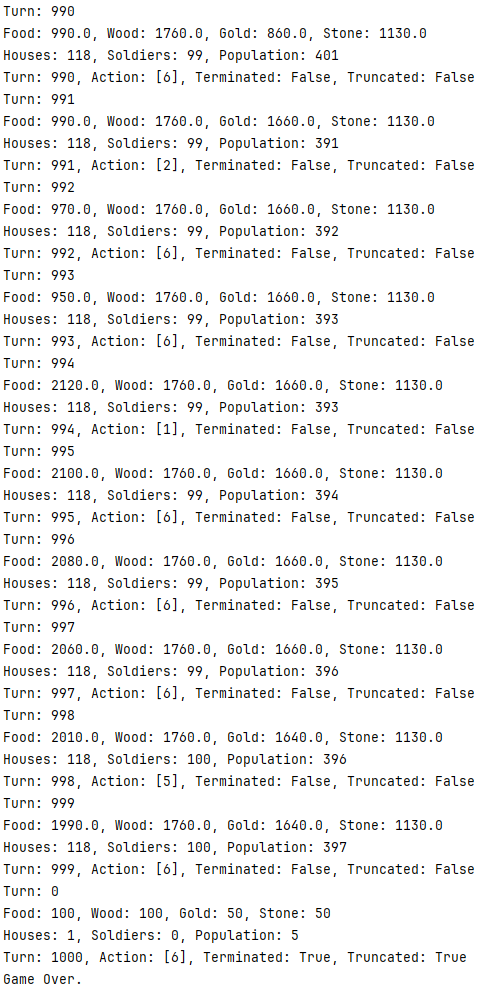 Turn: 990
Food: 990.0, Wood: 1760.0, Gold: 860.0, Stone: 1130.0
Houses: 118, Soldiers: 99, Population: 401
Turn: 990, Action: [6], Terminated: False, Truncated: False
Turn: 991
Food: 990.0, Wood: 1760.0, Gold: 1660.0, Stone: 1130.0
Houses: 118, Soldiers: 99, Population: 391
Turn: 991, Action: [2], Terminated: False, Truncated: False
Turn: 992
Food: 970.0, Wood: 1760.0, Gold: 1660.0, Stone: 1130.0
Houses: 118, Soldiers: 99, Population: 392
Turn: 992, Action: [6], Terminated: False, Truncated: False
Turn: 993
Food: 950.0, Wood: 1760.0, Gold: 1660.0, Stone: 1130.0
Houses: 118, Soldiers: 99, Population: 393
Turn: 993, Action: [6], Terminated: False, Truncated: False
Turn: 994
Food: 2120.0, Wood: 1760.0, Gold: 1660.0, Stone: 1130.0
Houses: 118, Soldiers: 99, Population: 393
Turn: 994, Action: [1], Terminated: False, Truncated: False
Turn: 995
Food: 2100.0, Wood: 1760.0, Gold: 1660.0, Stone: 1130.0
Houses: 118, Soldiers: 99, Population: 394
Turn: 995, Action: [6], Terminated: False, Truncated: False
Turn: 996
Food: 2080.0, Wood: 1760.0, Gold: 1660.0, Stone: 1130.0
Houses: 118, Soldiers: 99, Population: 395
Turn: 996, Action: [6], Terminated: False, Truncated: False
Turn: 997
Food: 2060.0, Wood: 1760.0, Gold: 1660.0, Stone: 1130.0
Houses: 118, Soldiers: 99, Population: 396
Turn: 997, Action: [6], Terminated: False, Truncated: False
Turn: 998
Food: 2010.0, Wood: 1760.0, Gold: 1640.0, Stone: 1130.0
Houses: 118, Soldiers: 100, Population: 396
Turn: 998, Action: [5], Terminated: False, Truncated: False
Turn: 999
Food: 1990.0, Wood: 1760.0, Gold: 1640.0, Stone: 1130.0
Houses: 118, Soldiers: 100, Population: 397
Turn: 999, Action: [6], Terminated: False, Truncated: False
Turn: 0
Food: 100, Wood: 100, Gold: 50, Stone: 50
Houses: 1, Soldiers: 0, Population: 5
Turn: 1000, Action: [6], Terminated: True, Truncated: True
Game Over.